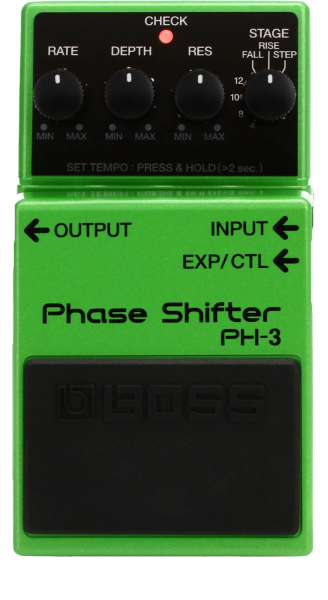 CHECK
RATE DEPTH RES STAGE
FALL RISE STEP
12
10
8
4
MIN MAX MIN MAX MIN MAX
SET TEMPO : PRESS & HOLD (>2 sec.)
OUTPUT INPUT
EXP/CTL
Phase Shifter
PH-3
BOSS